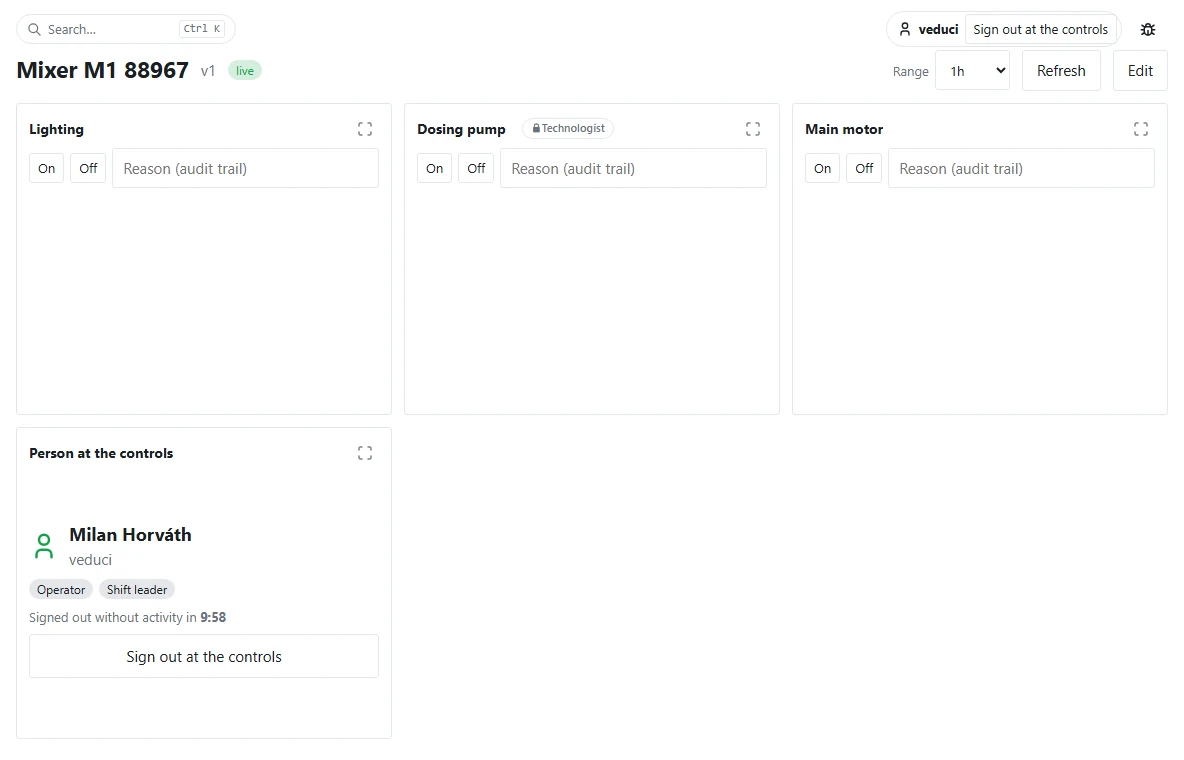 Search... Ctrl K veduci Sign out at the controls
Mixer M1 88967 v1 live Range 1h Refresh Edit
Lighting
On Off Reason (audit trail)
Dosing pump Technologist
On Off Reason (audit trail)
Main motor
On Off Reason (audit trail)
Person at the controls
Milan Horváth
veduci
Operator Shift leader
Signed out without activity in 9:58
Sign out at the controls